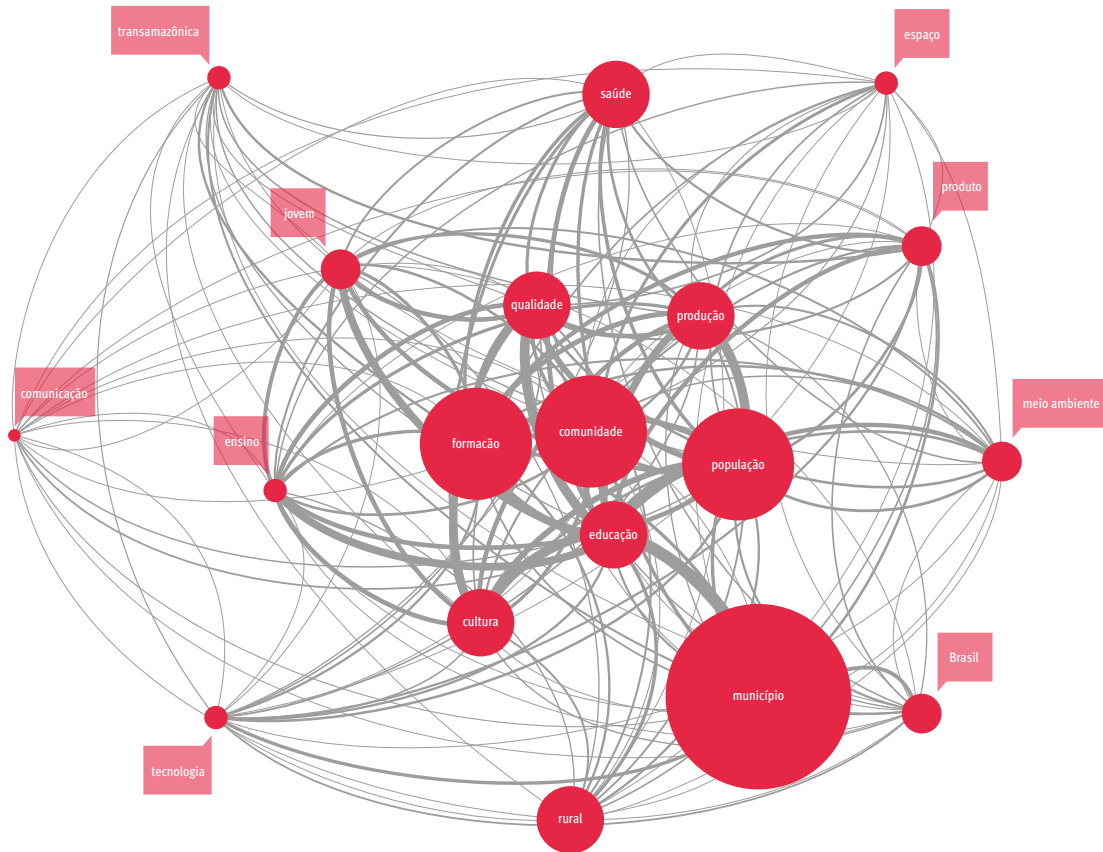 transamazônica
espaço
saúde
produto
jovem
qualidade
produção
comunicação
meio ambiente
ensino
formacão
comunidade
população
educação
cultura
Brasil
município
tecnologia
rural